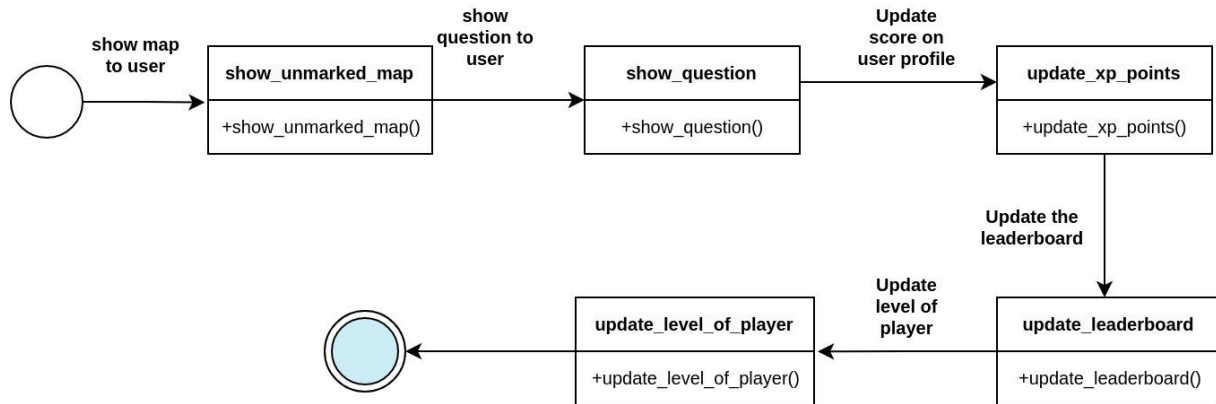 show map
to user
show_unmarked_map
+show_unmarked_map()
show
question to
user
show_question
+show_question()
Update
score on
user profile
update_xp_points
+update_xp_points()
Update the
leaderboard
update_leaderboard
+update_leaderboard()
Update
level of
player
update_level_of_player
+update_level_of_player()